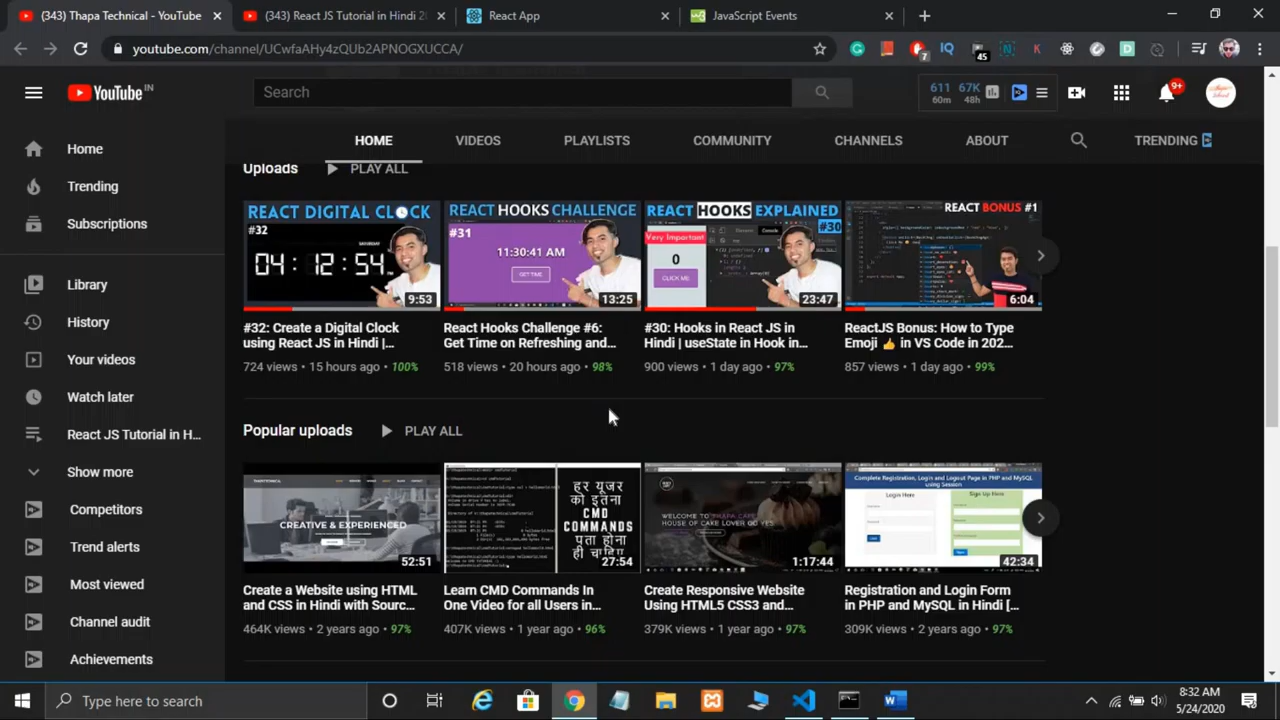 (343) Thapa Technical - YouTube
(343) React JS Tutorial in Hindi 2
React App
JavaScript Events
youtube.com/channel/UCwfaAHy4zQUb2APNOGXUCCA/
7
IQ
45
N
K
D
YouTube IN
Search
611 67K
60m 48h
9+
HOME VIDEOS PLAYLISTS COMMUNITY CHANNELS ABOUT TRENDING
Home
Trending
Subscriptions
Library
History
Your videos
Watch later
React JS Tutorial in H...
Show more
Competitors
Trend alerts
Most viewed
Channel audit
Achievements
Uploads PLAY ALL
REACT DIGITAL CLOCK
#32
SATURDAY
04:12:54
9:53
#32: Create a Digital Clock
using React JS in Hindi |...
724 views • 15 hours ago • 100%
REACT HOOKS CHALLENGE
#31
11:30:41 AM
GET TIME
13:25
React Hooks Challenge #6:
Get Time on Refreshing and...
518 views • 20 hours ago • 98%
REACT HOOKS EXPLAINED
#30
Very Important
0
CLICK ME
23:47
#30: Hooks in React JS in
Hindi | useState in Hook in...
900 views • 1 day ago • 97%
REACT BONUS #1
6:04
ReactJS Bonus: How to Type
Emoji 👍 in VS Code in 202...
857 views • 1 day ago • 99%
Popular uploads PLAY ALL
CREATIVE & EXPERIENCED
52:51
Create a Website using HTML
and CSS in hindi with Sourc...
464K views • 2 years ago • 97%
हर यूजर
को इतना
CMD
COMMANDS
पता होना
ही चाहिए
27:54
Learn CMD Commands In
One Video for all Users in...
407K views • 1 year ago • 96%
WELCOME TO THAPA CAFE
HOUSE OF CAKE LOVER GO YES
1:17:44
Create Responsive Website
Using HTML5 CSS3 and...
379K views • 1 year ago • 97%
Complete Registration, Login and Logout Page in PHP and MySQL
using Session
Login Here
Sign Up Here
42:34
Registration and Login Form
in PHP and MySQL in Hindi [...
309K views • 2 years ago • 97%
Type here to search
8:32 AM
5/24/2020